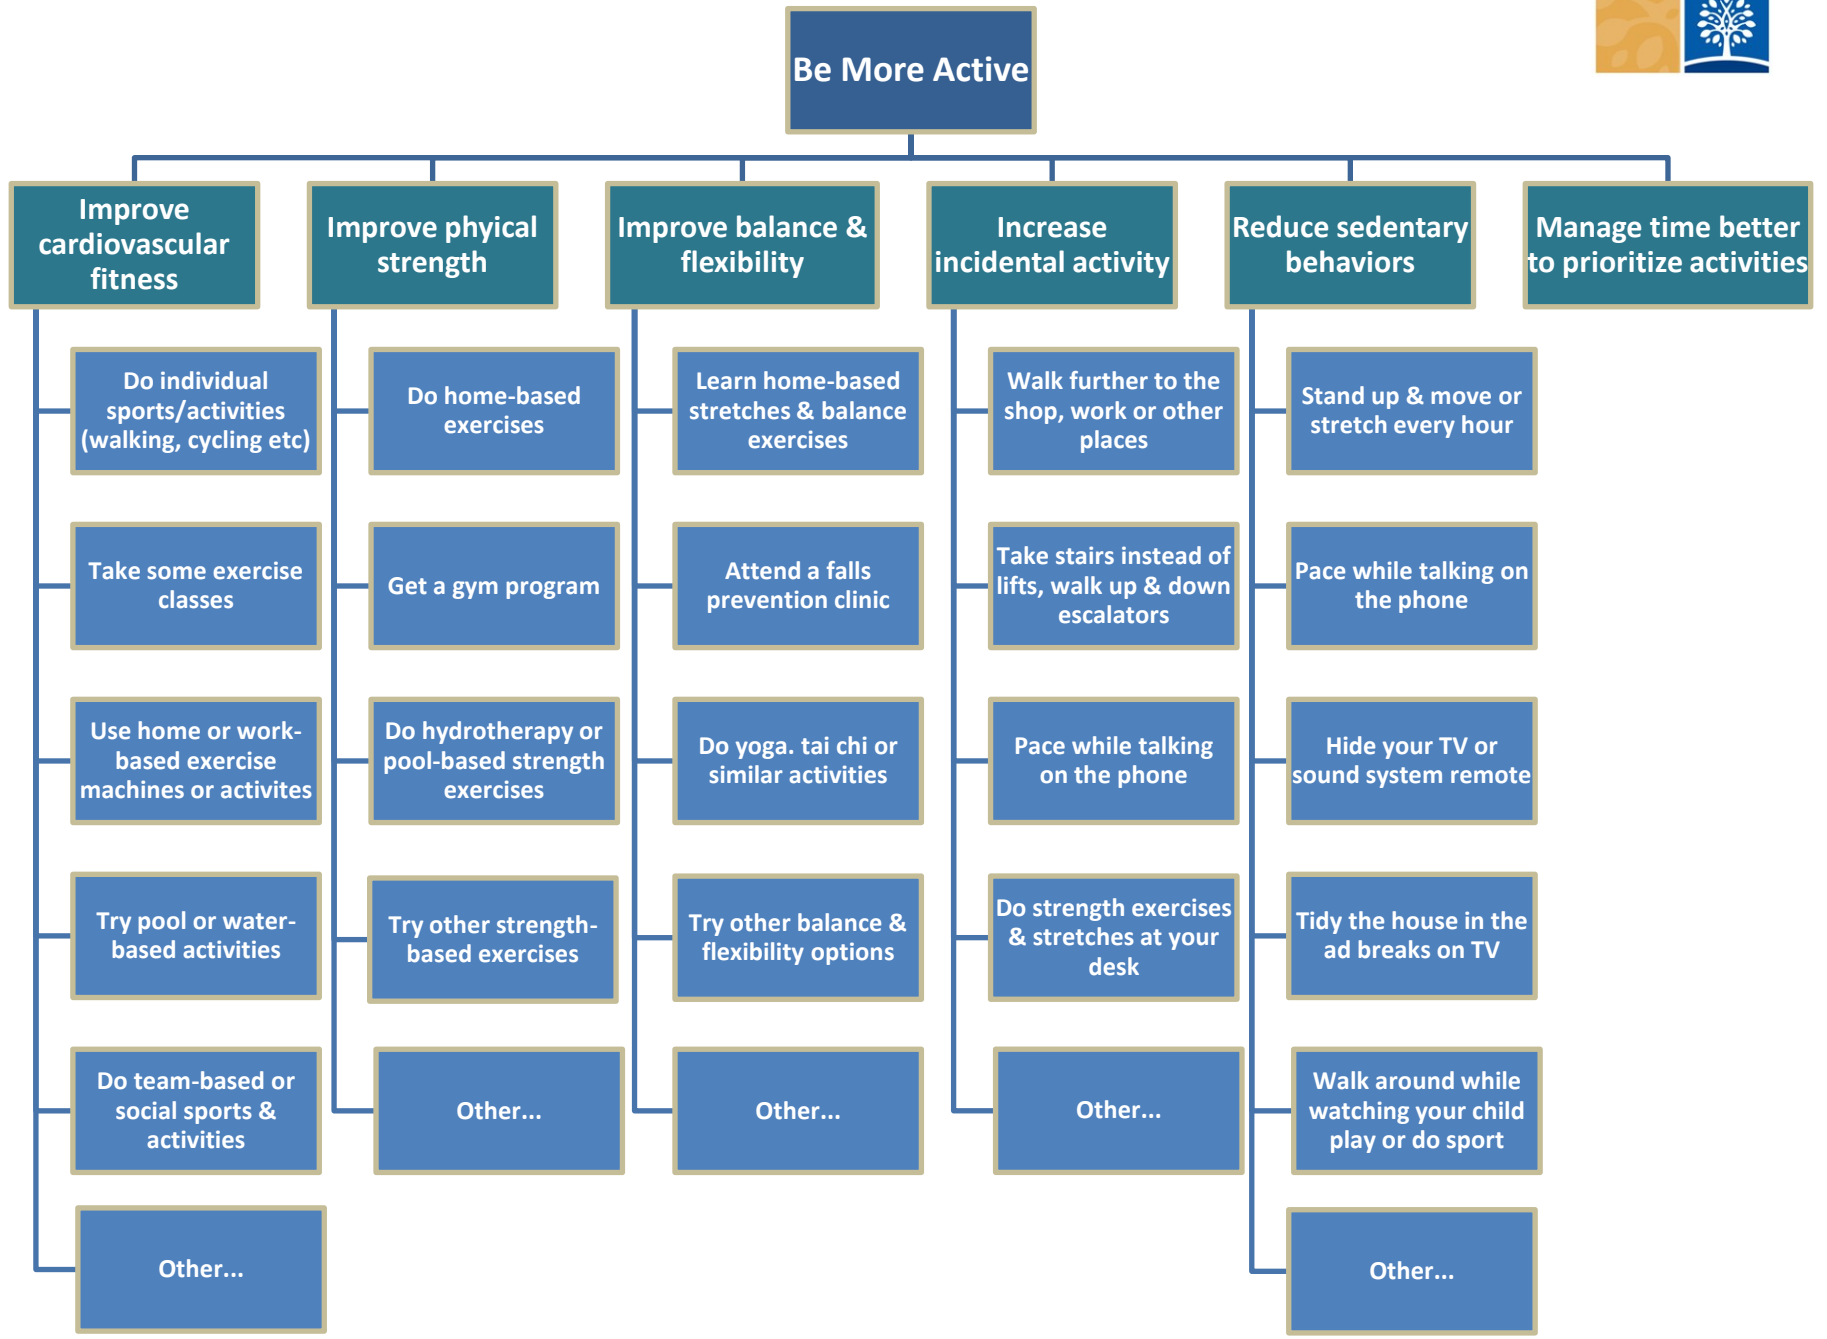 Be More Active
Improve
cardiovascular
fitness
Do individual
sports/activities
(walking, cycling etc)
Take some exercise
classes
Use home or work-
based exercise
machines or activites
Try pool or water-
based activities
Do team-based or
social sports &
activities
Other...
Improve phyical
strength
Do home-based
exercises
Get a gym program
Do hydrotherapy or
pool-based strength
exercises
Try other strength-
based exercises
Other...
Improve balance &
flexibility
Learn home-based
stretches & balance
exercises
Attend a falls
prevention clinic
Do yoga. tai chi or
similar activities
Try other balance &
flexibility options
Other...
Increase
incidental activity
Walk further to the
shop, work or other
places
Take stairs instead of
lifts, walk up & down
escalators
Pace while talking
on the phone
Do strength exercises
& stretches at your
desk
Other...
Reduce sedentary
behaviors
Stand up & move or
stretch every hour
Pace while talking on
the phone
Hide your TV or
sound system remote
Tidy the house in the
ad breaks on TV
Walk around while
watching your child
play or do sport
Other...
Manage time better
to prioritize activities